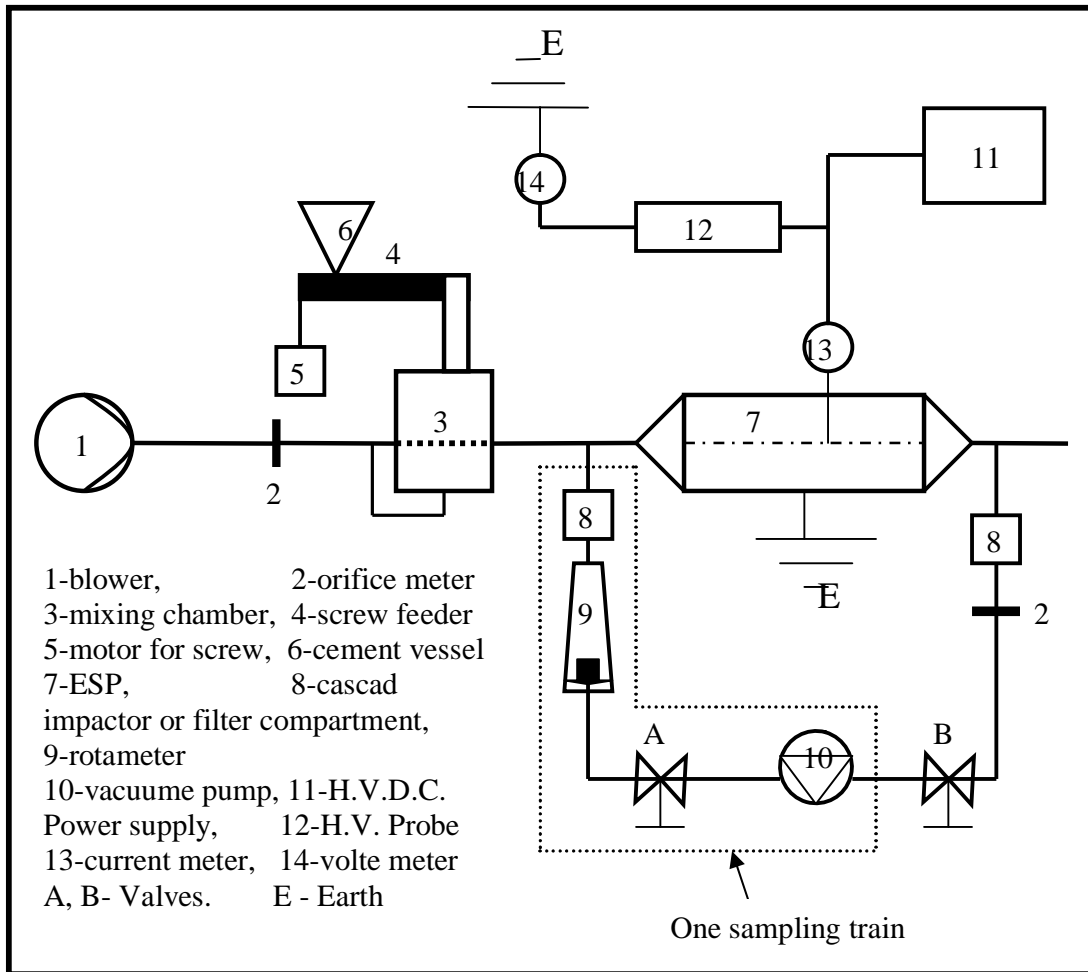 E
11
14
12
6
4
13
5
3
7
1
2
8
8
9
2
E
1-blower, 2-orifice meter
3-mixing chamber, 4-screw feeder
5-motor for screw, 6-cement vessel
7-ESP, 8-cascad
impactor or filter compartment,
9-rotameter
10-vacuume pump, 11-H.V.D.C.
Power supply, 12-H.V. Probe
13-current meter, 14-volte meter
A, B- Valves. E - Earth
A
10
B
One sampling train